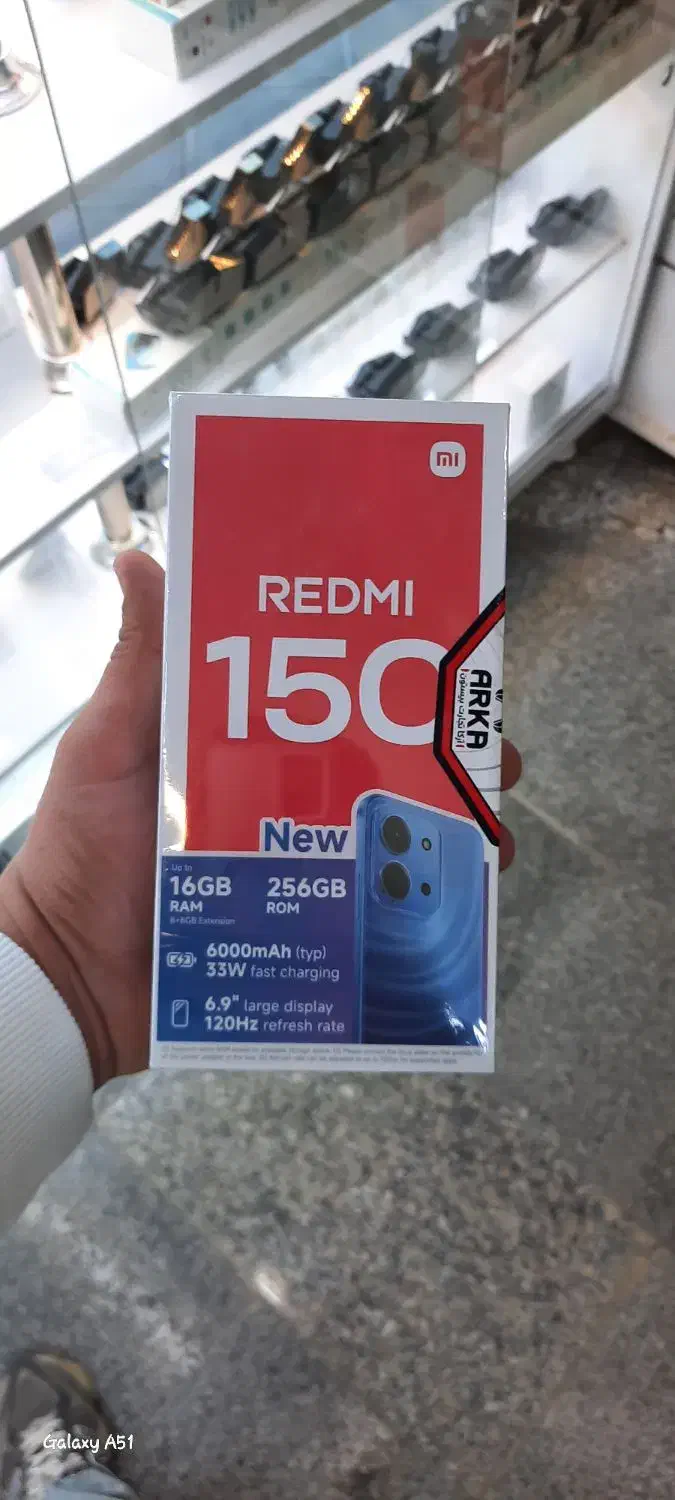 mi
REDMI
15C
ARKA
New
Up to
16GB
RAM
8+8GB Extension
256GB
ROM
6000mAh (typ)
33W fast charging
6.9" large display
120Hz refresh rate
Galaxy A51